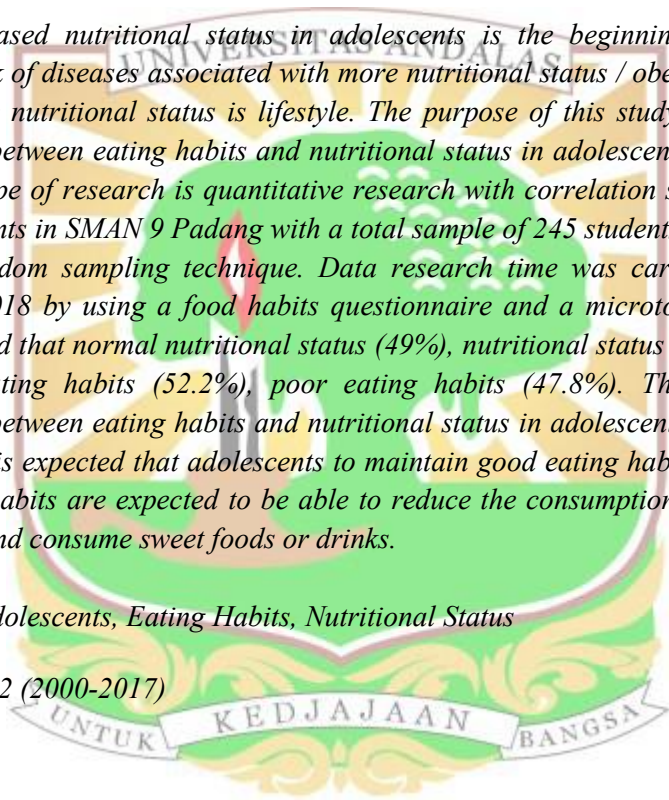 ased nutritional status in adolescents is the beginnin
k of diseases associated with more nutritional status / obe
nutritional status is lifestyle. The purpose of this study
between eating habits and nutritional status in adolescen
pe of research is quantitative research with correlation s
nts in SMAN 9 Padang with a total sample of 245 student
dom sampling technique. Data research time was car
018 by using a food habits questionnaire and a microto
d that normal nutritional status (49%), nutritional status
ting habits (52.2%), poor eating habits (47.8%). Th
between eating habits and nutritional status in adolescent
is expected that adolescents to maintain good eating hab
habits are expected to be able to reduce the consumption
nd consume sweet foods or drinks.
dolescents, Eating Habits, Nutritional Status
2 (2000-2017)
UNIVERSITAS ANDALAS
UNTUK KEDJAJAAN BANGSA